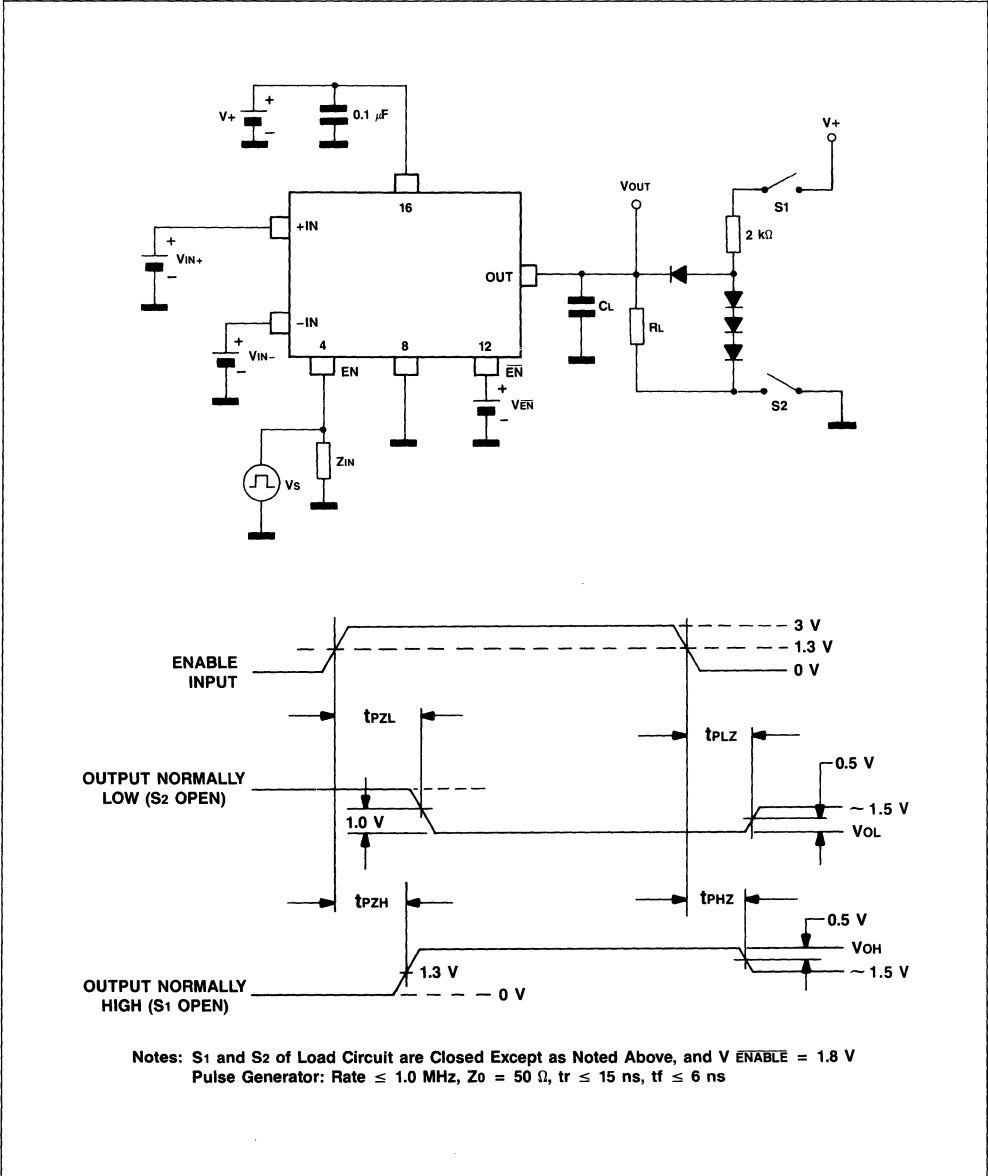 V+
+
−
0.1 µF
16
+IN
+
VIN+
−
−IN
+
VIN−
−
4
EN
8
12
E̅N̅
+
VE̅N̅
−
OUT
ZIN
VS
CL
VOUT
RL
2 kΩ
S1
V+
S2
ENABLE
INPUT
3 V
1.3 V
0 V
tPZL
tPLZ
OUTPUT NORMALLY
LOW (S2 OPEN)
1.0 V
0.5 V
~ 1.5 V
VOL
tPZH
tPHZ
OUTPUT NORMALLY
HIGH (S1 OPEN)
1.3 V
0 V
0.5 V
VOH
~ 1.5 V
Notes: S1 and S2 of Load Circuit are Closed Except as Noted Above, and V E̅N̅A̅B̅L̅E̅ = 1.8 V
Pulse Generator: Rate ≤ 1.0 MHz, Z0 = 50 Ω, tr ≤ 15 ns, tf ≤ 6 ns